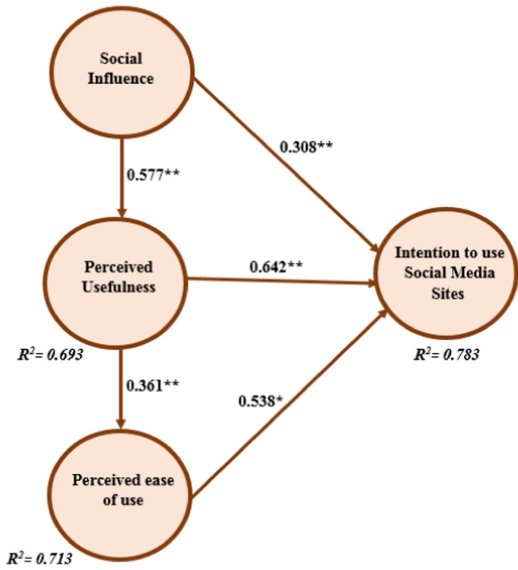 Social
Influence
0.308**
0.577**
Perceived
Usefulness
0.642**
Intention to use
Social Media
Sites
R²= 0.693
R²= 0.783
0.361**
0.538*
Perceived ease
of use
R²= 0.713